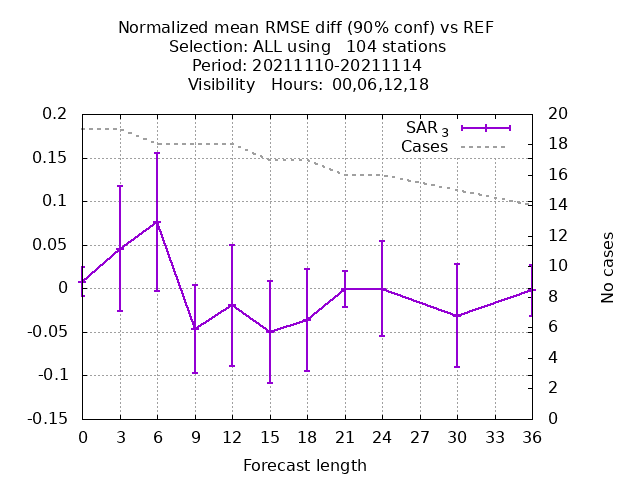 Normalized mean RMSE diff (90% conf) vs REF
Selection: ALL using   104 stations
Period: 20211110-20211114
Visibility   Hours: 00,06,12,18
SAR 3
Cases
0.2
0.15
0.1
0.05
0
-0.05
-0.1
-0.15
20
18
16
14
12
10
8
6
4
2
0
No cases
0 3 6 9 12 15 18 21 24 27 30 33 36
Forecast length